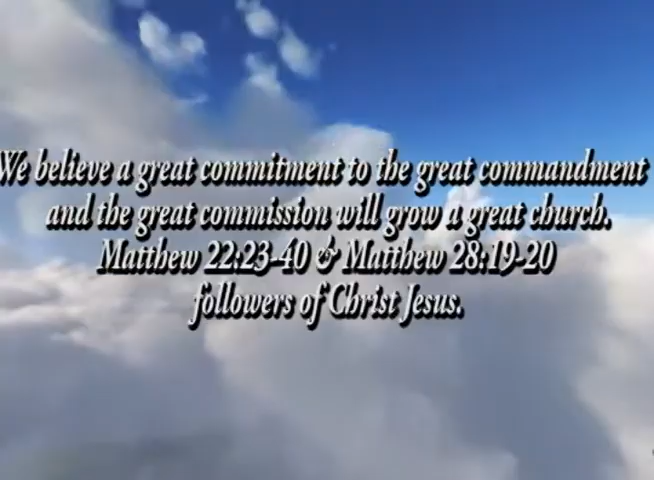 We believe a great commitment to the great commandment
and the great commission will grow a great church.
Matthew 22:23-40 & Matthew 28:19-20
followers of Christ Jesus.